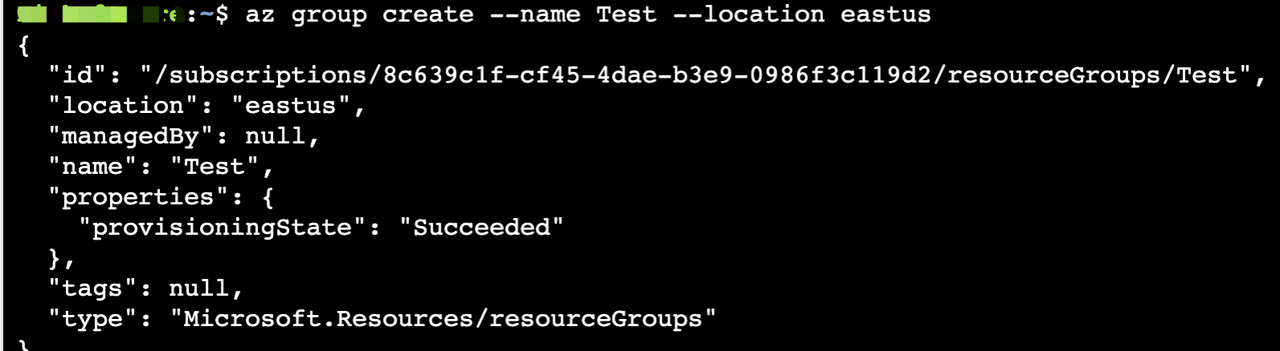 :~$ az group create --name Test --location eastus
{
  "id": "/subscriptions/8c639c1f-cf45-4dae-b3e9-0986f3c119d2/resourceGroups/Test",
  "location": "eastus",
  "managedBy": null,
  "name": "Test",
  "properties": {
    "provisioningState": "Succeeded"
  },
  "tags": null,
  "type": "Microsoft.Resources/resourceGroups"
}